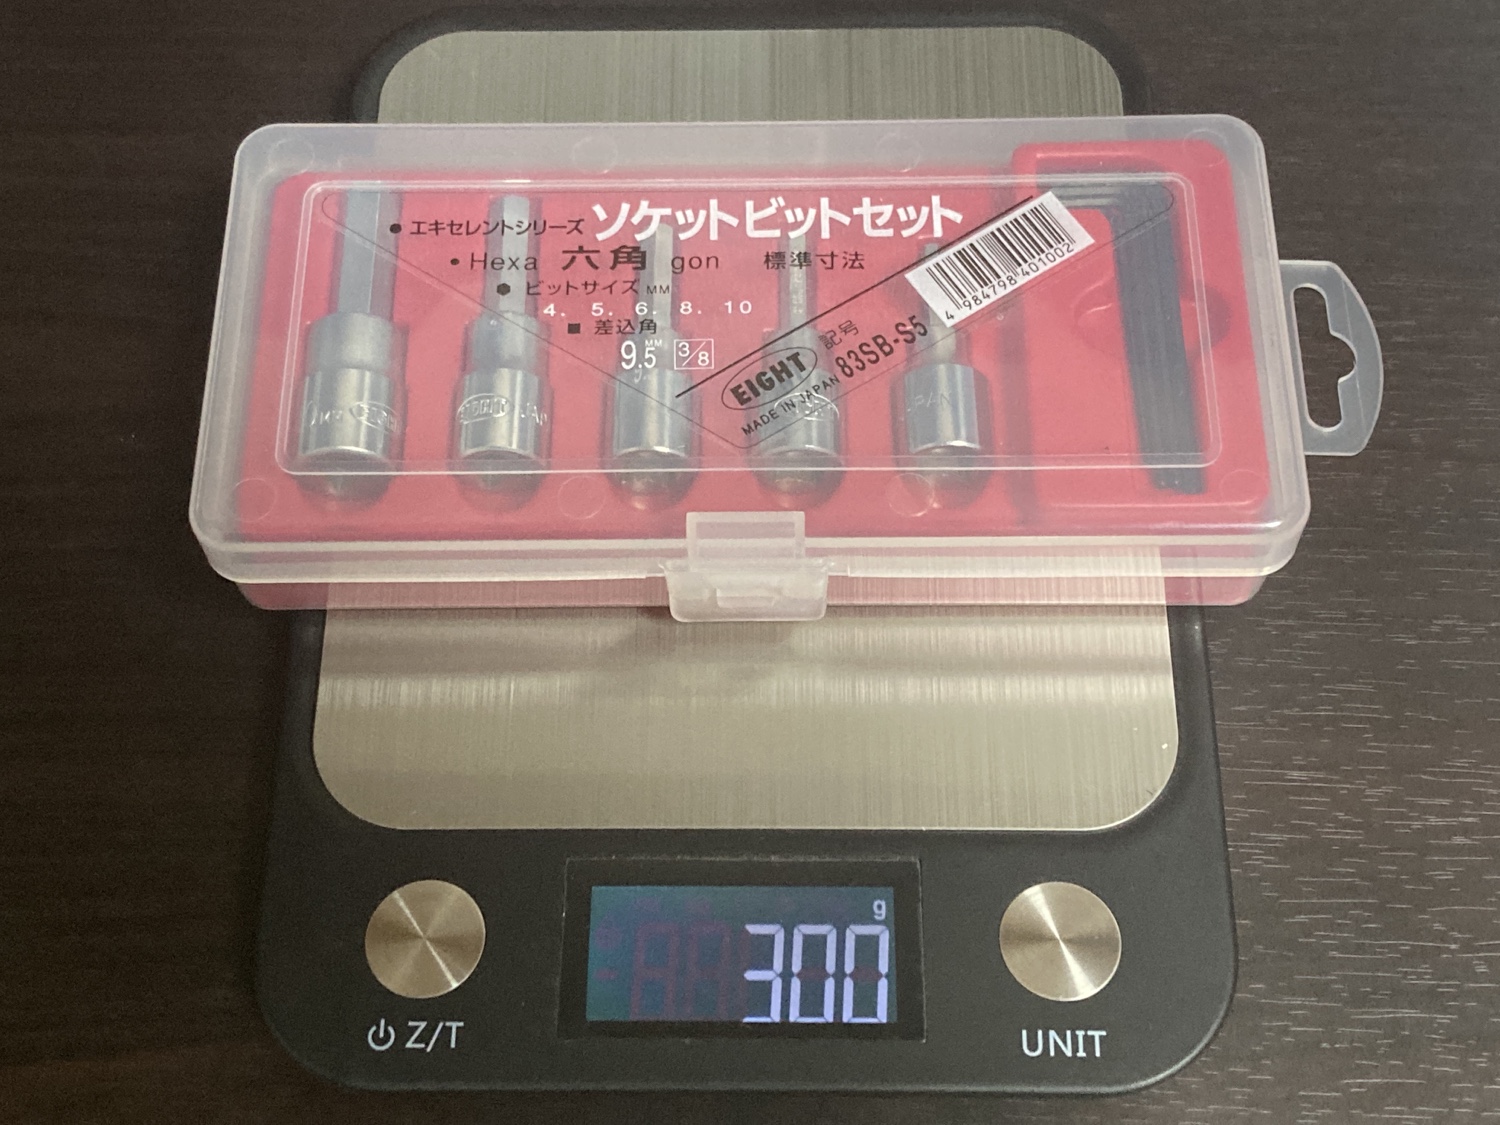 ● エキセレントシリーズ ソケットビットセット
● Hexa 六角 gon 標準寸法
ビットサイズ MM
4. 5. 6. 8. 10
■ 差込角
9.5 MM 3/8
4 984798 401002
記号
83SB-S5
EIGHT
MADE IN JAPAN
g
300
Z/T
UNIT